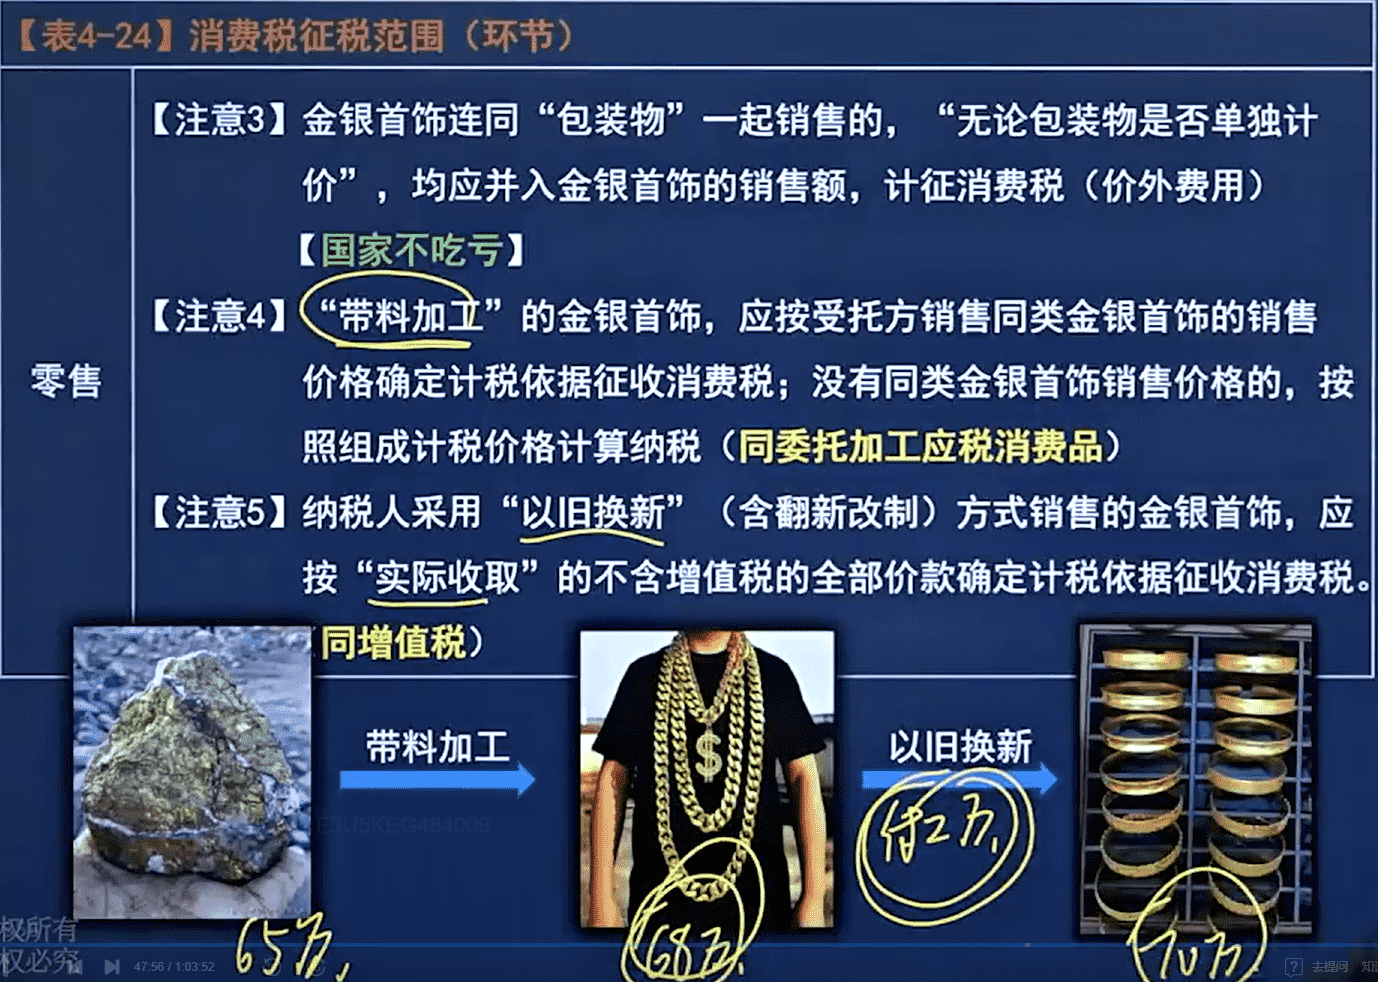 【表4-24】消费税征税范围（环节）
零售
【注意3】金银首饰连同“包装物”一起销售的，“无论包装物是否单独计
价”，均应并入金银首饰的销售额，计征消费税（价外费用）
【国家不吃亏】
【注意4】“带料加工”的金银首饰，应按受托方销售同类金银首饰的销售
价格确定计税依据征收消费税；没有同类金银首饰销售价格的，按
照组成计税价格计算纳税（同委托加工应税消费品）
【注意5】纳税人采用“以旧换新”（含翻新改制）方式销售的金银首饰，应
按“实际收取”的不含增值税的全部价款确定计税依据征收消费税。
（同增值税）
带料加工
以旧换新
$
付2万
E3U5KEG484009
65万
68万
70万
权所有
权必究
47:56 / 1:03:52
去提问